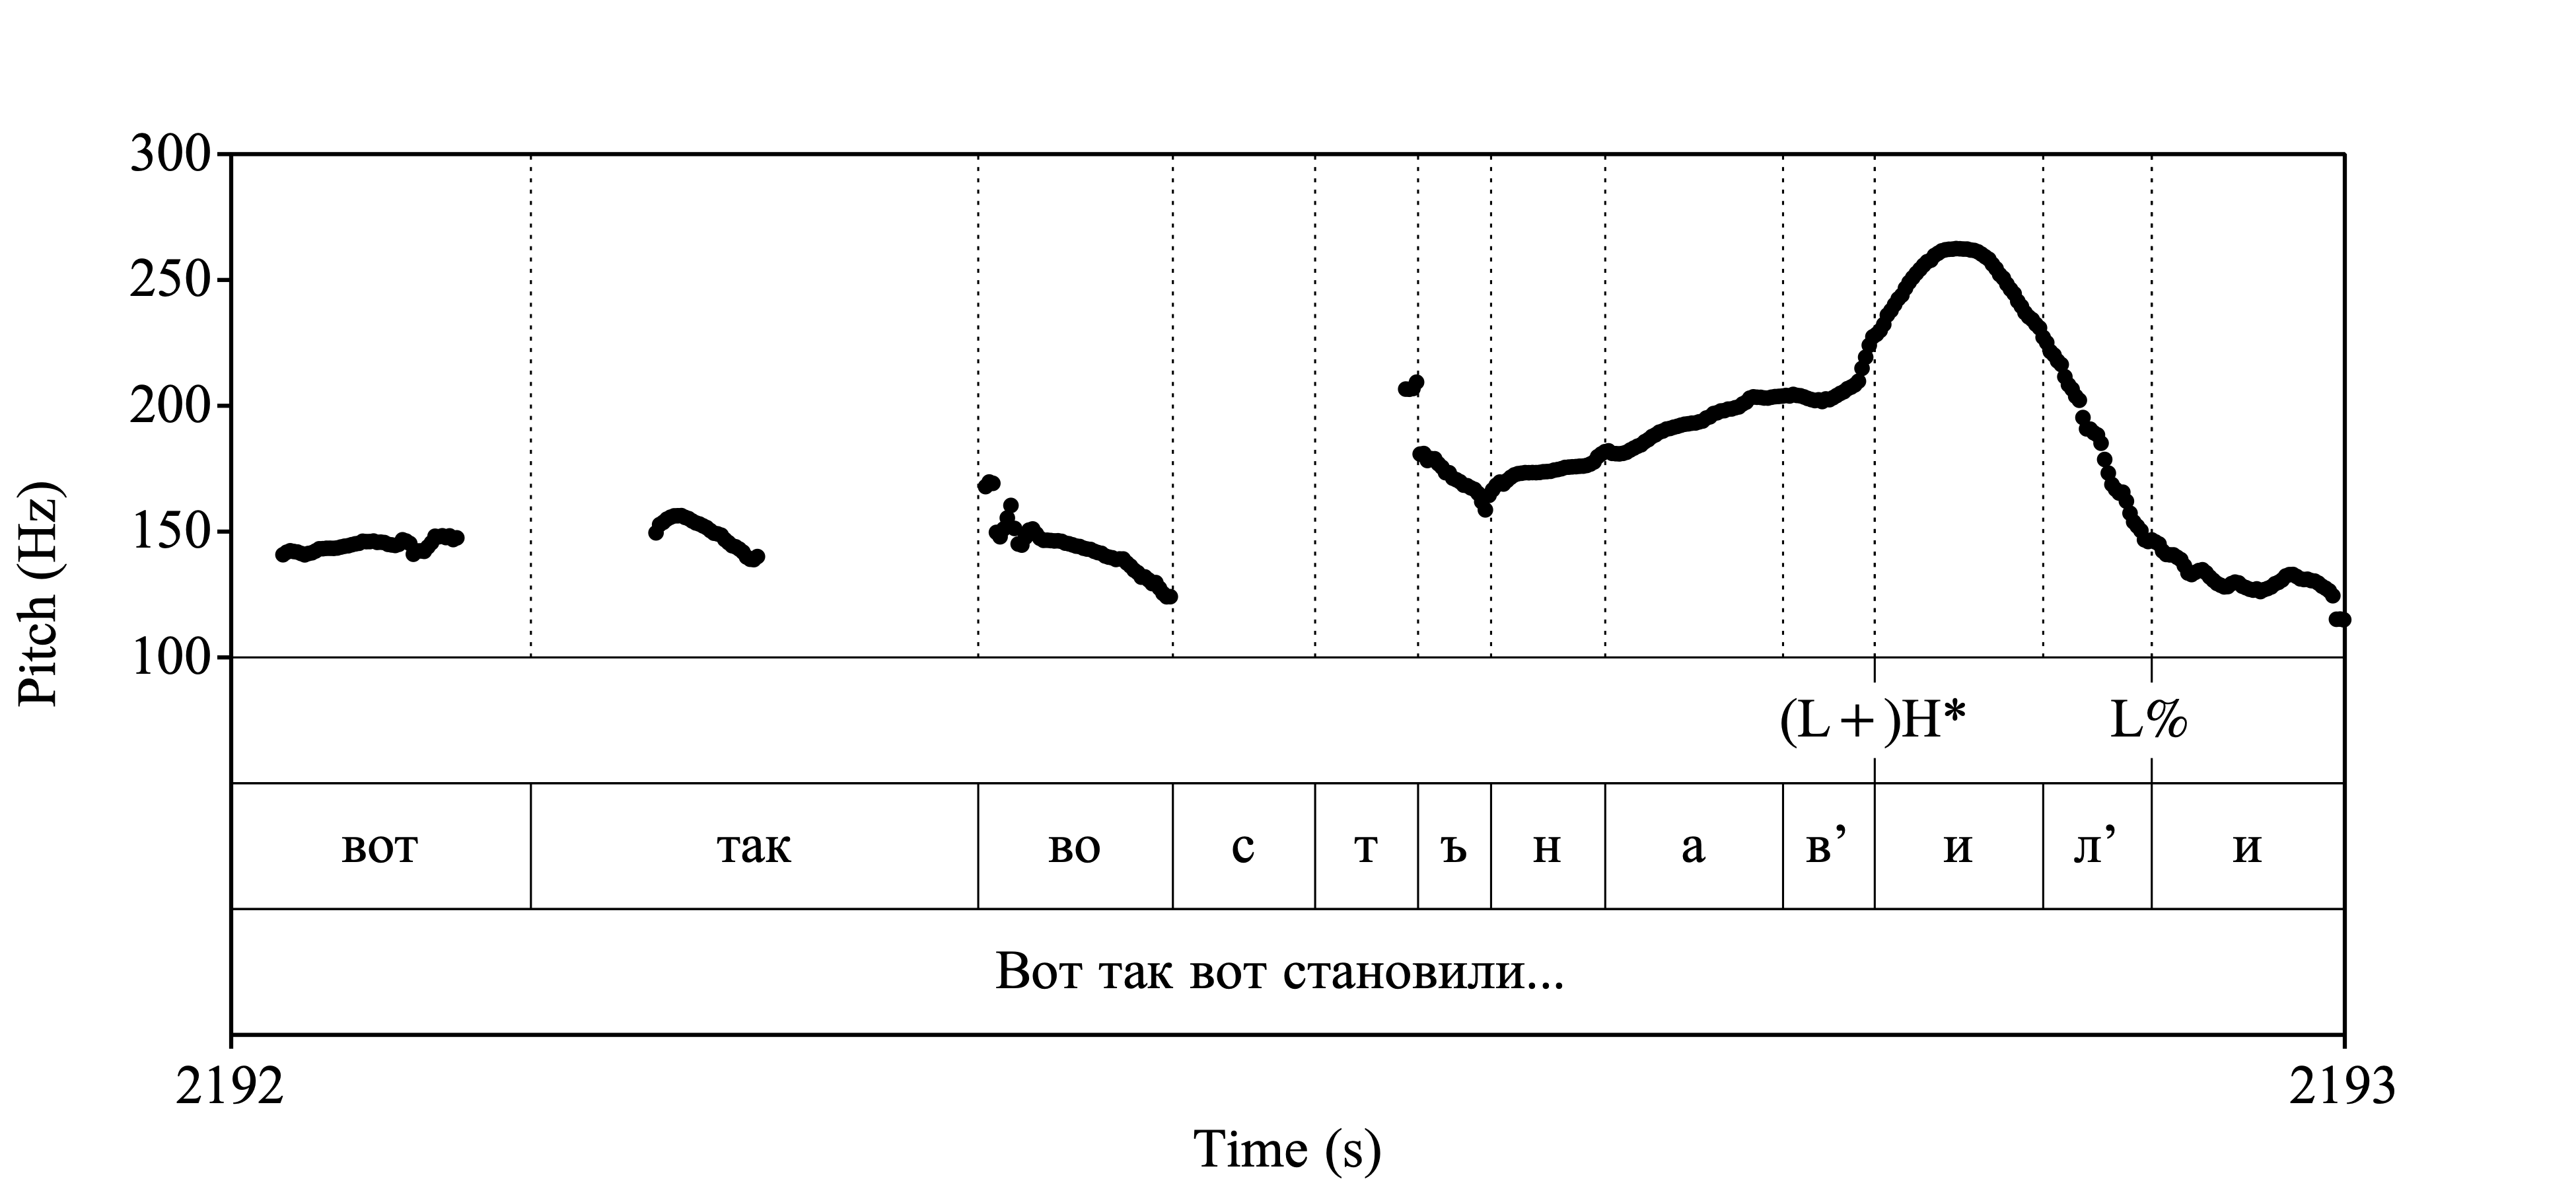 300
250
200
150
100
Pitch (Hz)
(L+)H* L%
вот так во с т ъ н а в’ и л’ и
Вот так вот становили...
2192 2193
Time (s)